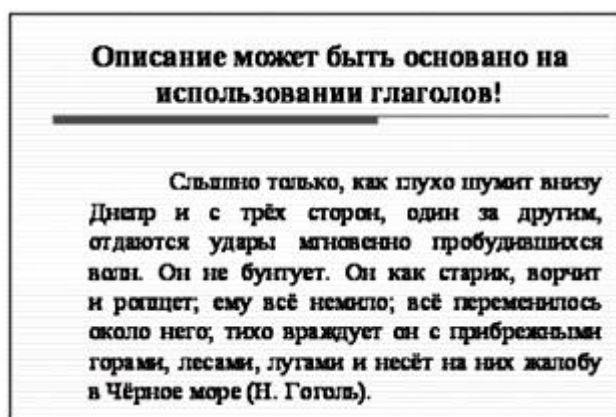 Описание может быть основано на
использовании глаголов!
Слышно только, как глухо шумит внизу
Днепр и с трёх сторон, один за другим,
отдаются удары мгновенно пробудившихся
волн. Он не бунтует. Он как старик, ворчит
и ропщет; ему всё немило; всё переменилось
около него; тихо враждует он с прибрежными
горами, лесами, лугами и несёт на них жалобу
в Чёрное море (Н. Гоголь).